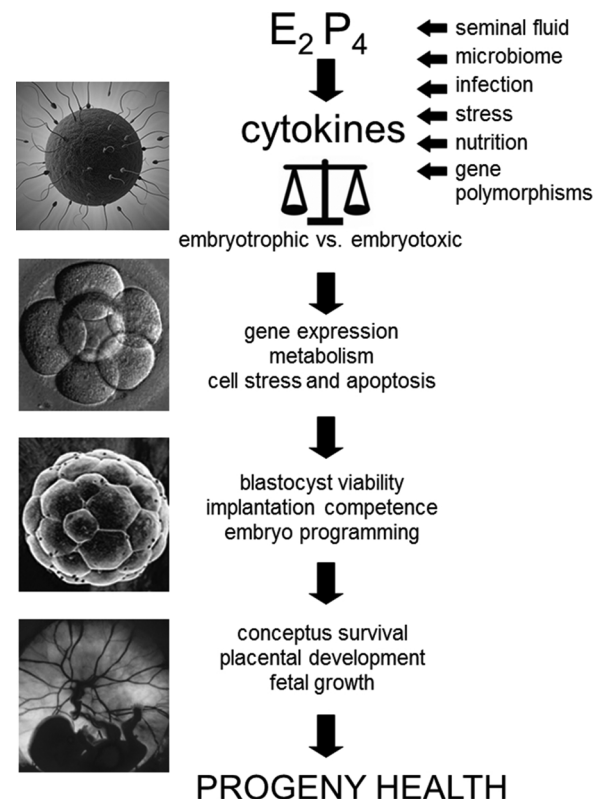 E2 P4
seminal fluid
microbiome
infection
stress
nutrition
gene
polymorphisms
cytokines
embryotrophic vs. embryotoxic
gene expression
metabolism
cell stress and apoptosis
blastocyst viability
implantation competence
embryo programming
conceptus survival
placental development
fetal growth
PROGENY HEALTH